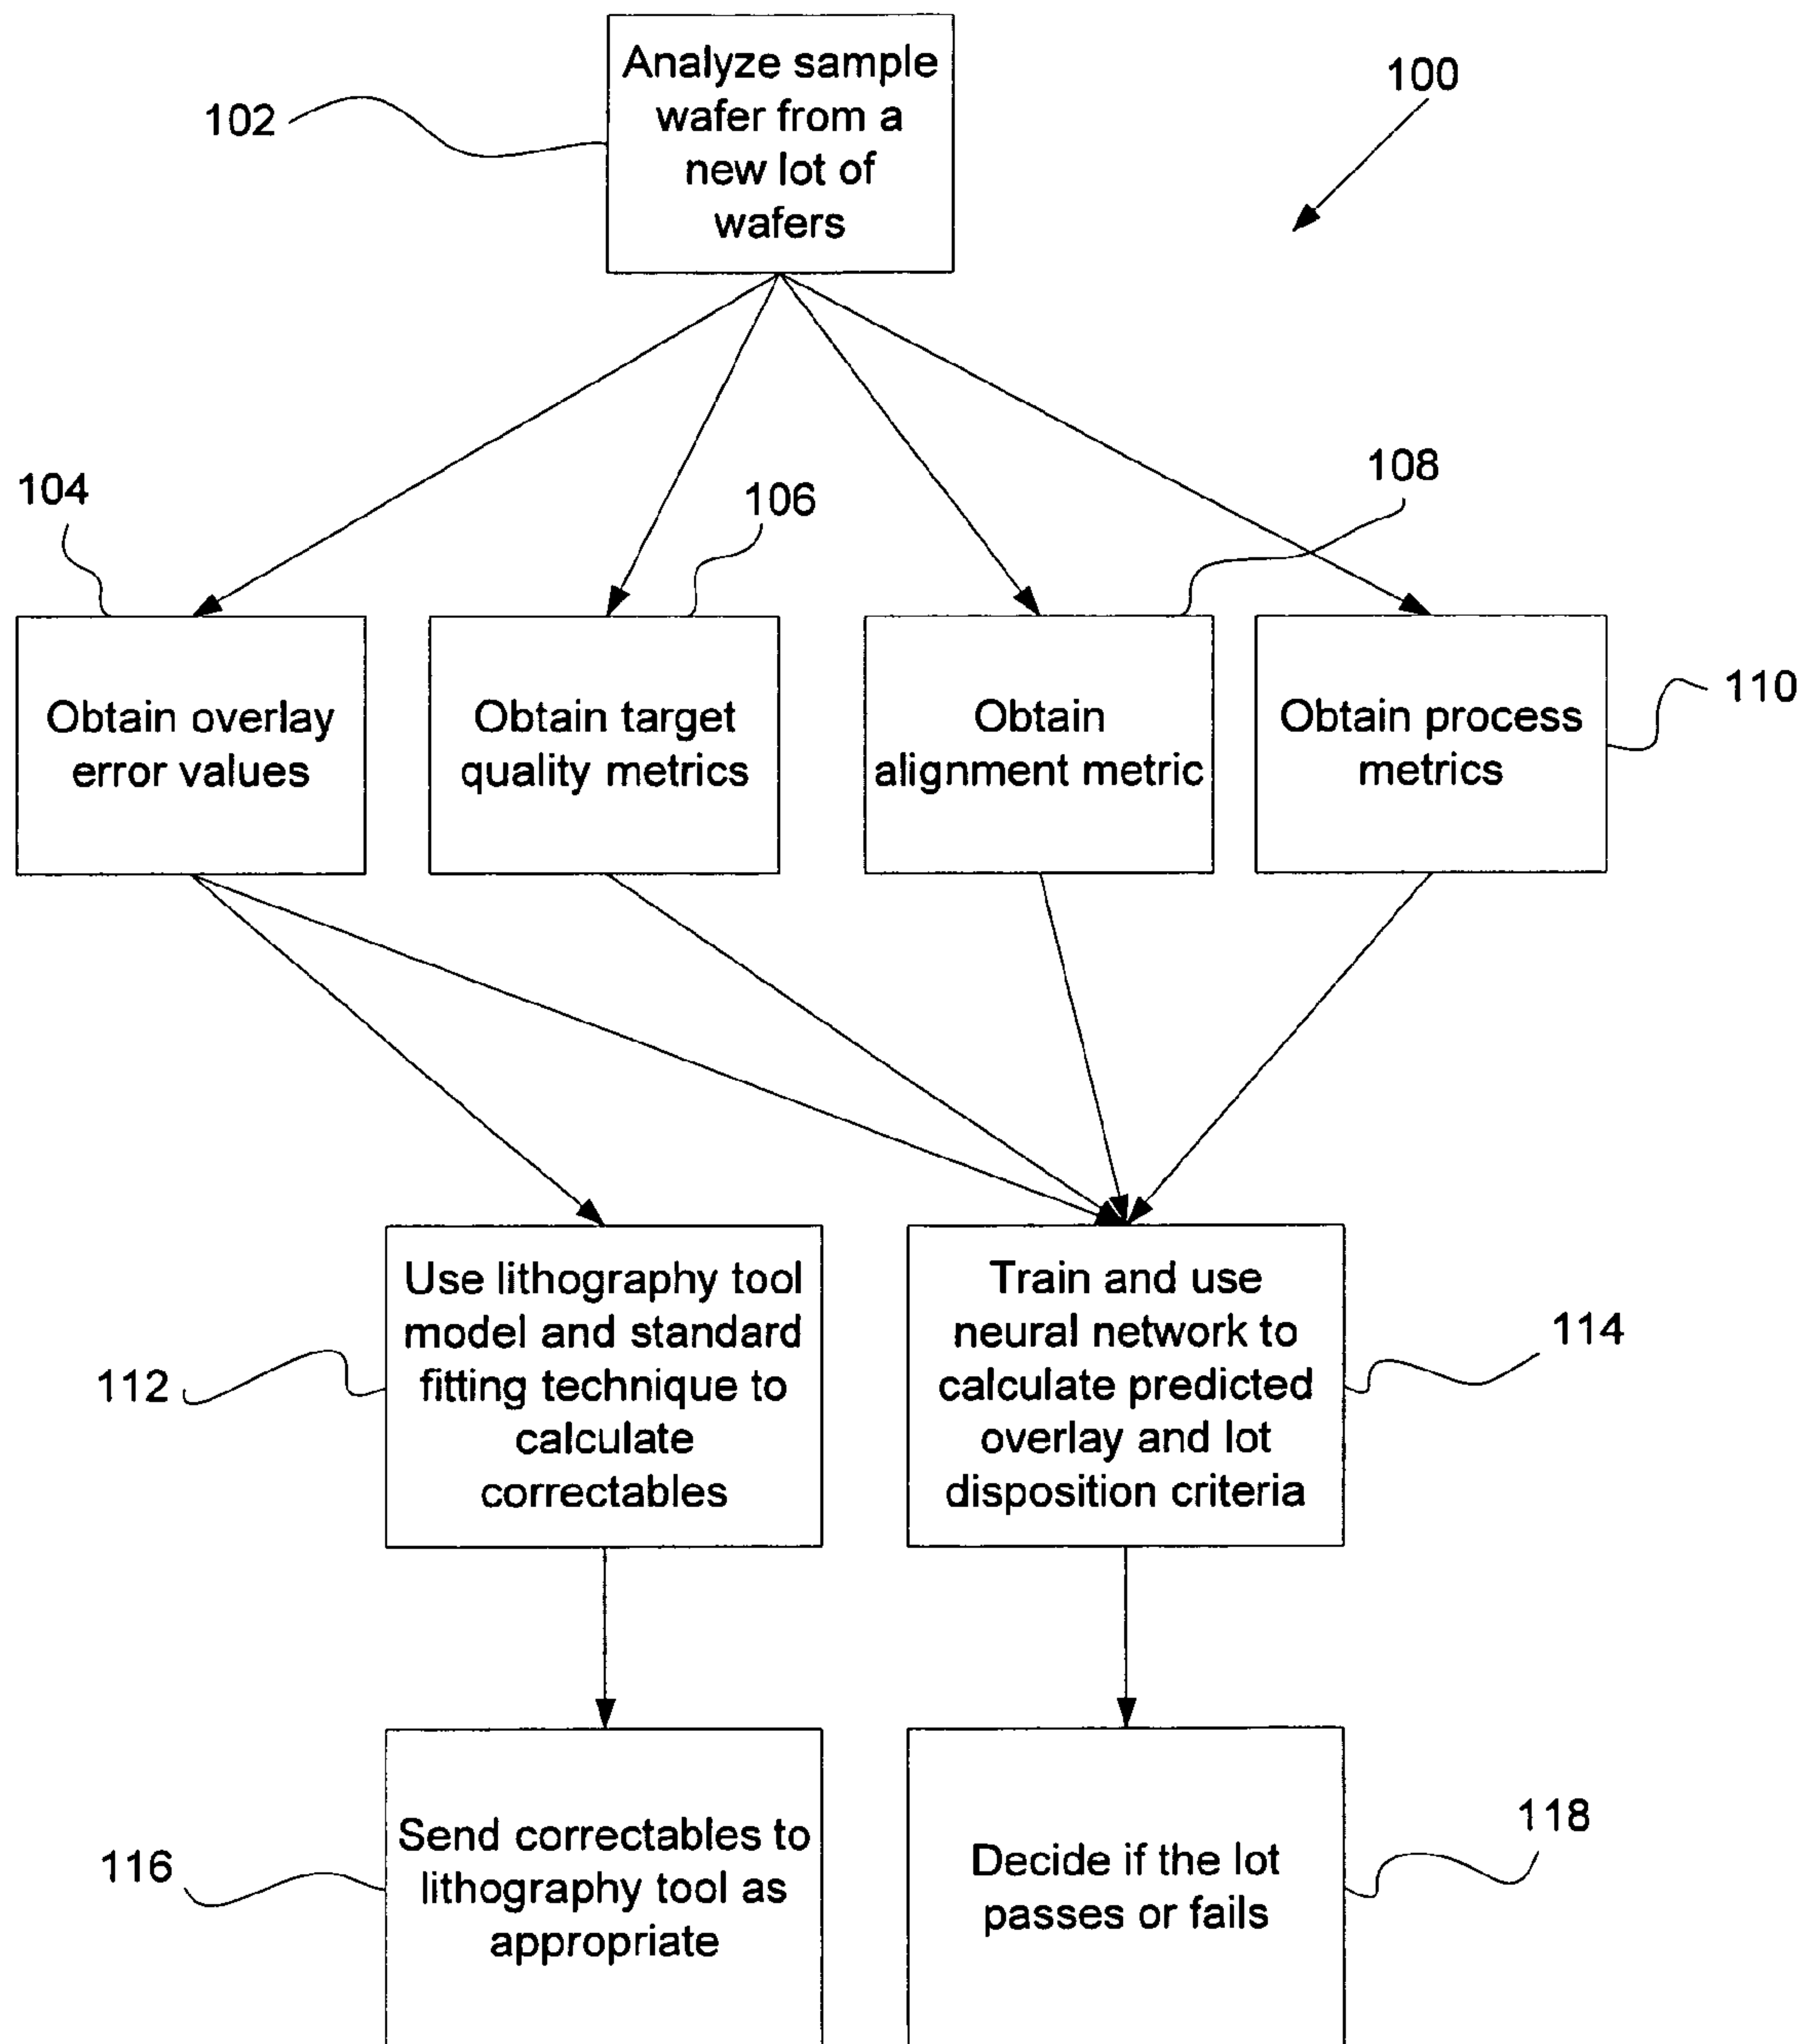 Analyze sample
wafer from a
new lot of
wafers
102
100
104
106
108
110
Obtain overlay
error values
Obtain target
quality metrics
Obtain
alignment metric
Obtain process
metrics
Use lithography tool
model and standard
fitting technique to
calculate
correctables
112
Train and use
neural network to
calculate predicted
overlay and lot
disposition criteria
114
Send correctables to
lithography tool as
appropriate
116
Decide if the lot
passes or fails
118